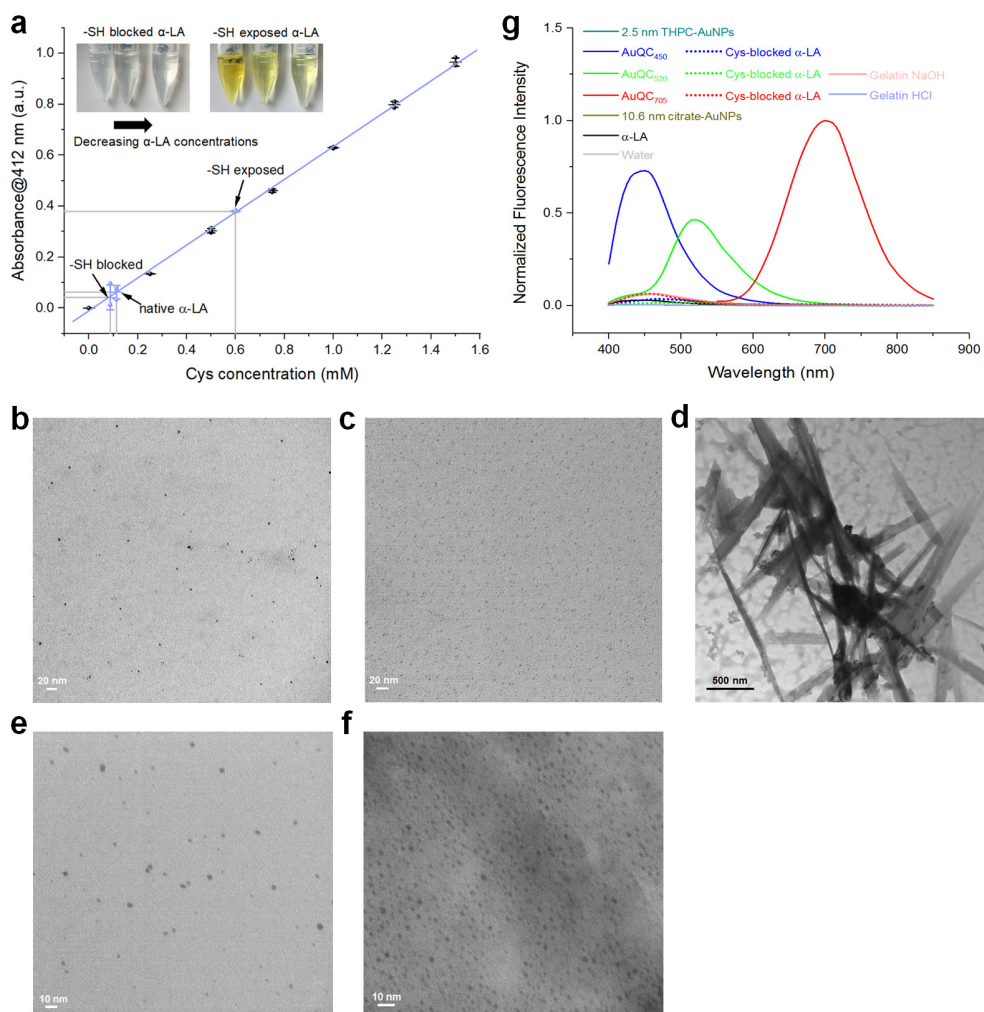 a
-SH blocked α-LA
-SH exposed α-LA
Decreasing α-LA concentrations
-SH exposed
-SH blocked
native α-LA
Absorbance@412 nm (a.u.)
1.0
0.8
0.6
0.4
0.2
0.0
0.0 0.2 0.4 0.6 0.8 1.0 1.2 1.4 1.6
Cys concentration (mM)
g
2.5 nm THPC-AuNPs
AuQC450 Cys-blocked α-LA
AuQC520 Cys-blocked α-LA Gelatin NaOH
AuQC705 Cys-blocked α-LA Gelatin HCl
10.6 nm citrate-AuNPs
α-LA
Water
Normalized Fluorescence Intensity
1.5
1.0
0.5
0.0
400 500 600 700 800 900
Wavelength (nm)
b
20 nm
c
20 nm
d
500 nm
e
10 nm
f
10 nm